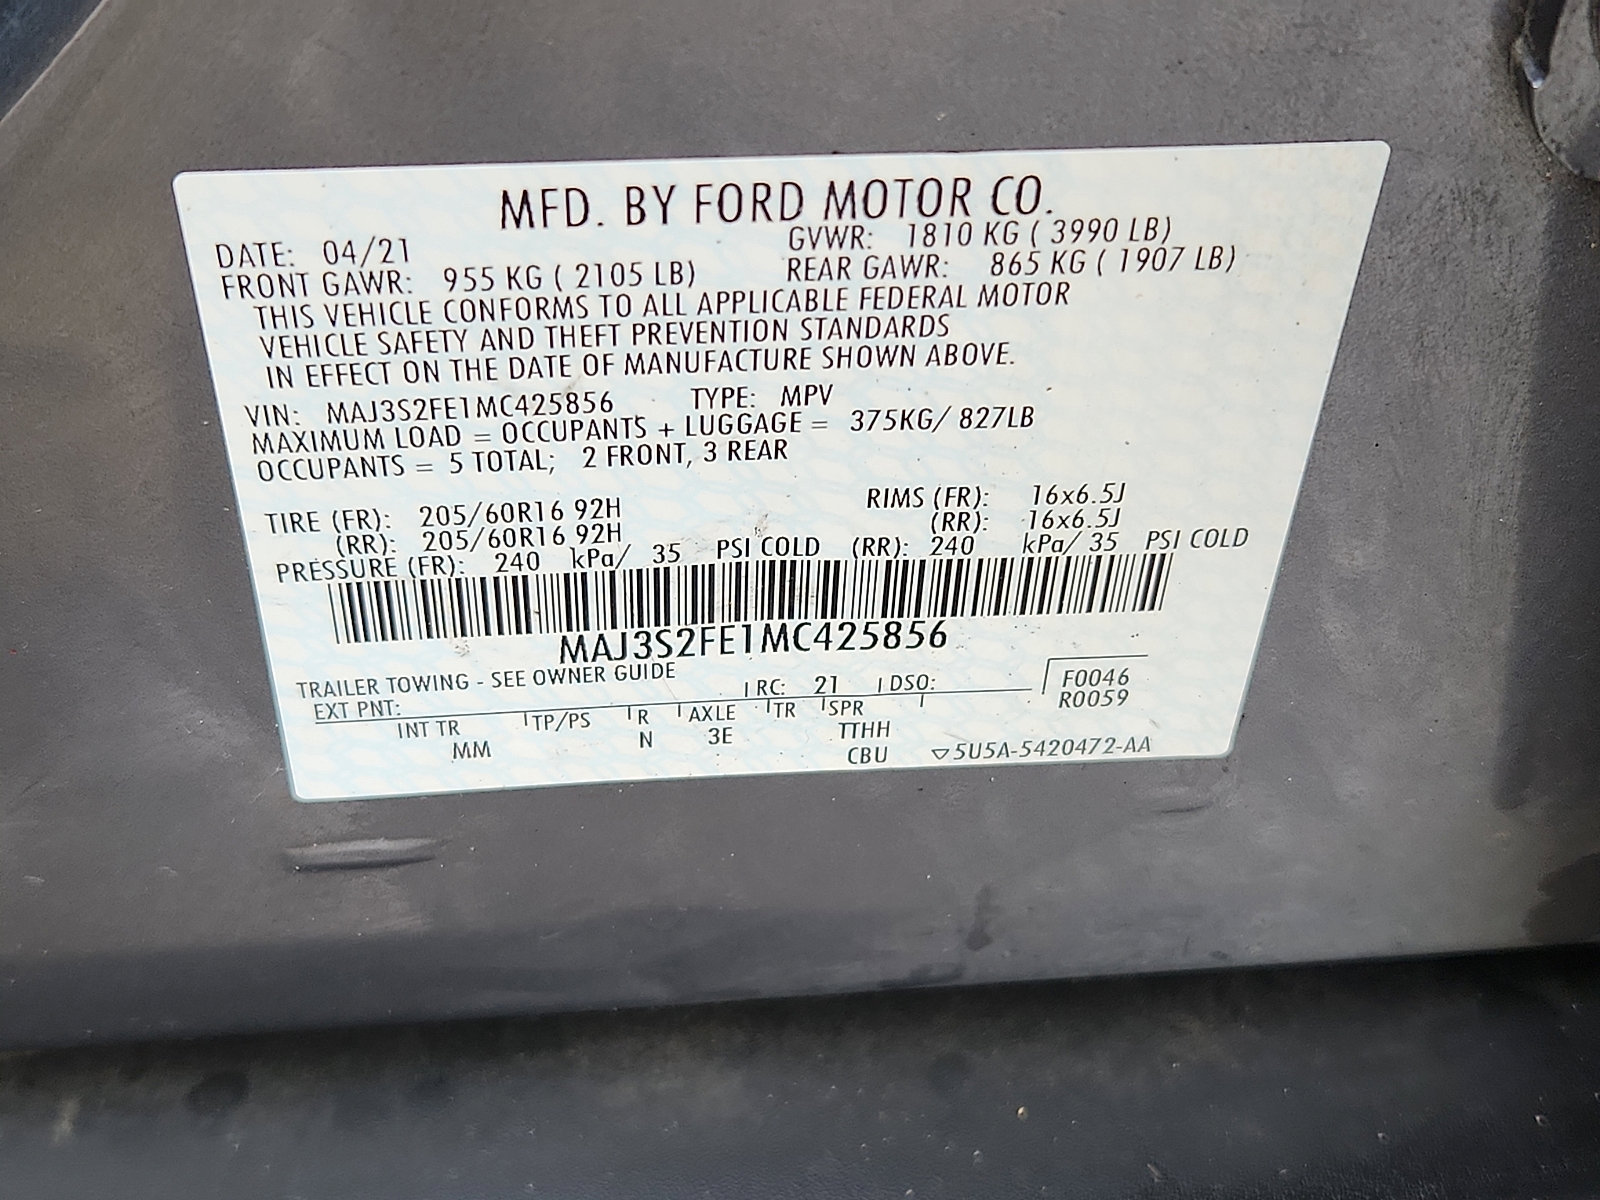 MFD. BY FORD MOTOR CO.
DATE: 04/21 GVWR: 1810 KG ( 3990 LB)
FRONT GAWR: 955 KG ( 2105 LB) REAR GAWR: 865 KG ( 1907 LB)
THIS VEHICLE CONFORMS TO ALL APPLICABLE FEDERAL MOTOR
VEHICLE SAFETY AND THEFT PREVENTION STANDARDS
IN EFFECT ON THE DATE OF MANUFACTURE SHOWN ABOVE.
VIN: MAJ3S2FE1MC425856 TYPE: MPV
MAXIMUM LOAD = OCCUPANTS + LUGGAGE = 375KG/ 827LB
OCCUPANTS = 5 TOTAL; 2 FRONT, 3 REAR
TIRE (FR): 205/60R16 92H RIMS (FR): 16x6.5J
(RR): 205/60R16 92H (RR): 16x6.5J
PRESSURE (FR): 240 kPa/ 35 PSI COLD (RR): 240 kPa/ 35 PSI COLD
MAJ3S2FE1MC425856
TRAILER TOWING - SEE OWNER GUIDE
EXT PNT: RC: 21 DSO: F0046
R0059
INT TR TP/PS R AXLE TR SPR
MM N 3E TTHH
CBU ▽5U5A-5420472-AA